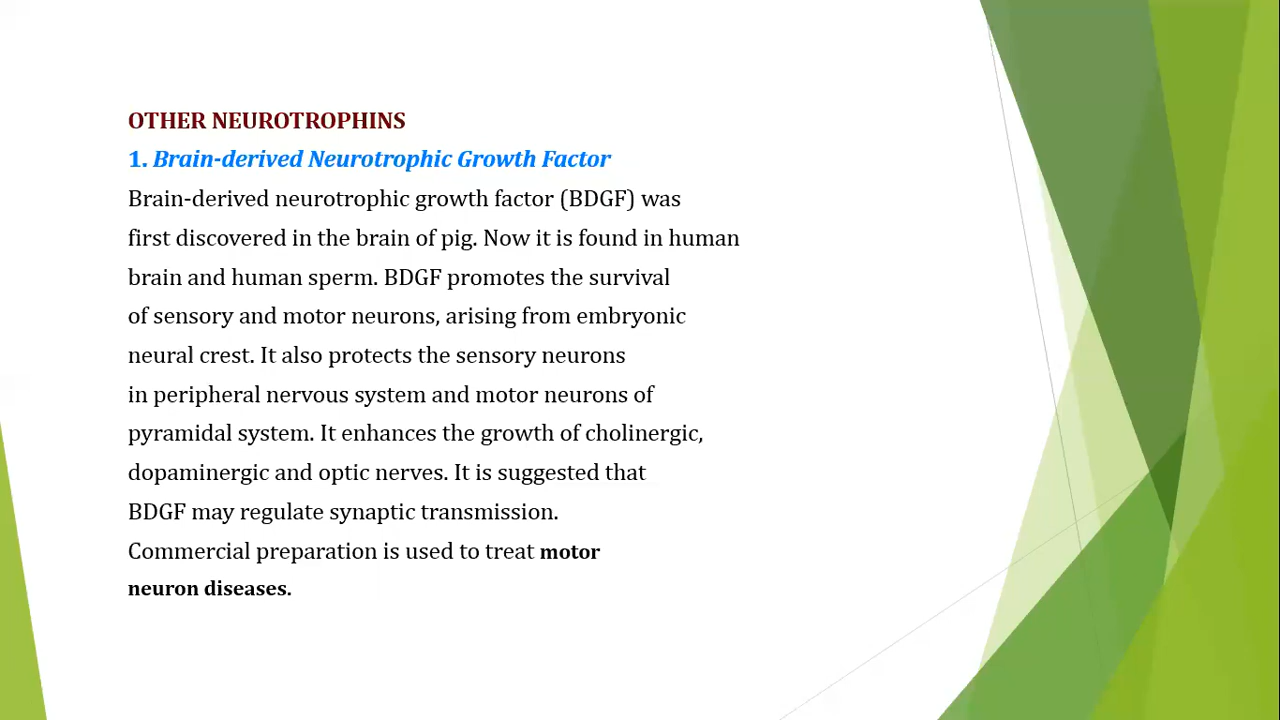 OTHER NEUROTROPHINS
1. Brain-derived Neurotrophic Growth Factor
Brain-derived neurotrophic growth factor (BDGF) was
first discovered in the brain of pig. Now it is found in human
brain and human sperm. BDGF promotes the survival
of sensory and motor neurons, arising from embryonic
neural crest. It also protects the sensory neurons
in peripheral nervous system and motor neurons of
pyramidal system. It enhances the growth of cholinergic,
dopaminergic and optic nerves. It is suggested that
BDGF may regulate synaptic transmission.
Commercial preparation is used to treat motor
neuron diseases.